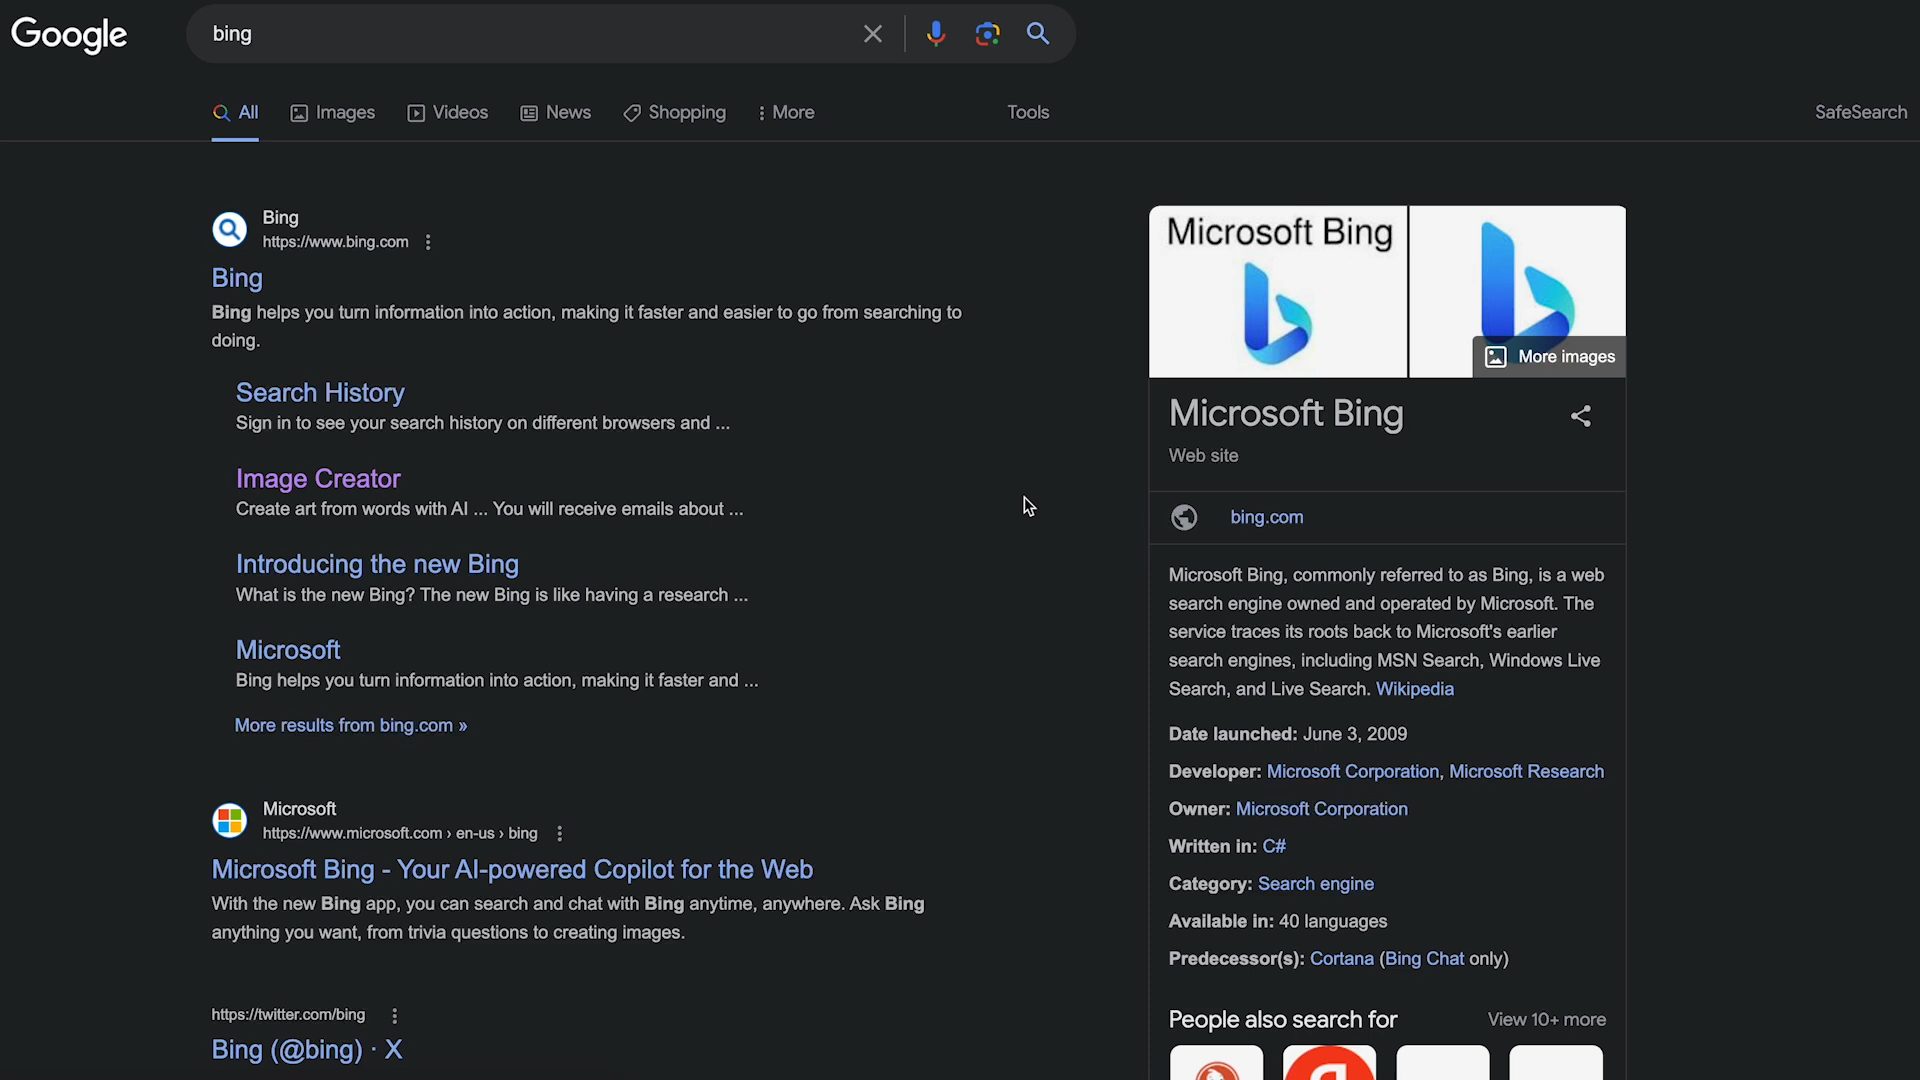 Google
bing
All
Images
Videos
News
Shopping
More
Tools
SafeSearch
Bing
https://www.bing.com
Bing
Bing helps you turn information into action, making it faster and easier to go from searching to
doing.
Search History
Sign in to see your search history on different browsers and ...
Image Creator
Create art from words with AI ... You will receive emails about ...
Introducing the new Bing
What is the new Bing? The new Bing is like having a research ...
Microsoft
Bing helps you turn information into action, making it faster and ...
More results from bing.com »
Microsoft
https://www.microsoft.com › en-us › bing
Microsoft Bing - Your AI-powered Copilot for the Web
With the new Bing app, you can search and chat with Bing anytime, anywhere. Ask Bing
anything you want, from trivia questions to creating images.
https://twitter.com/bing
Bing (@bing) · X
Microsoft Bing
More images
Microsoft Bing
Web site
bing.com
Microsoft Bing, commonly referred to as Bing, is a web
search engine owned and operated by Microsoft. The
service traces its roots back to Microsoft's earlier
search engines, including MSN Search, Windows Live
Search, and Live Search. Wikipedia
Date launched: June 3, 2009
Developer: Microsoft Corporation, Microsoft Research
Owner: Microsoft Corporation
Written in: C#
Category: Search engine
Available in: 40 languages
Predecessor(s): Cortana (Bing Chat only)
People also search for
View 10+ more